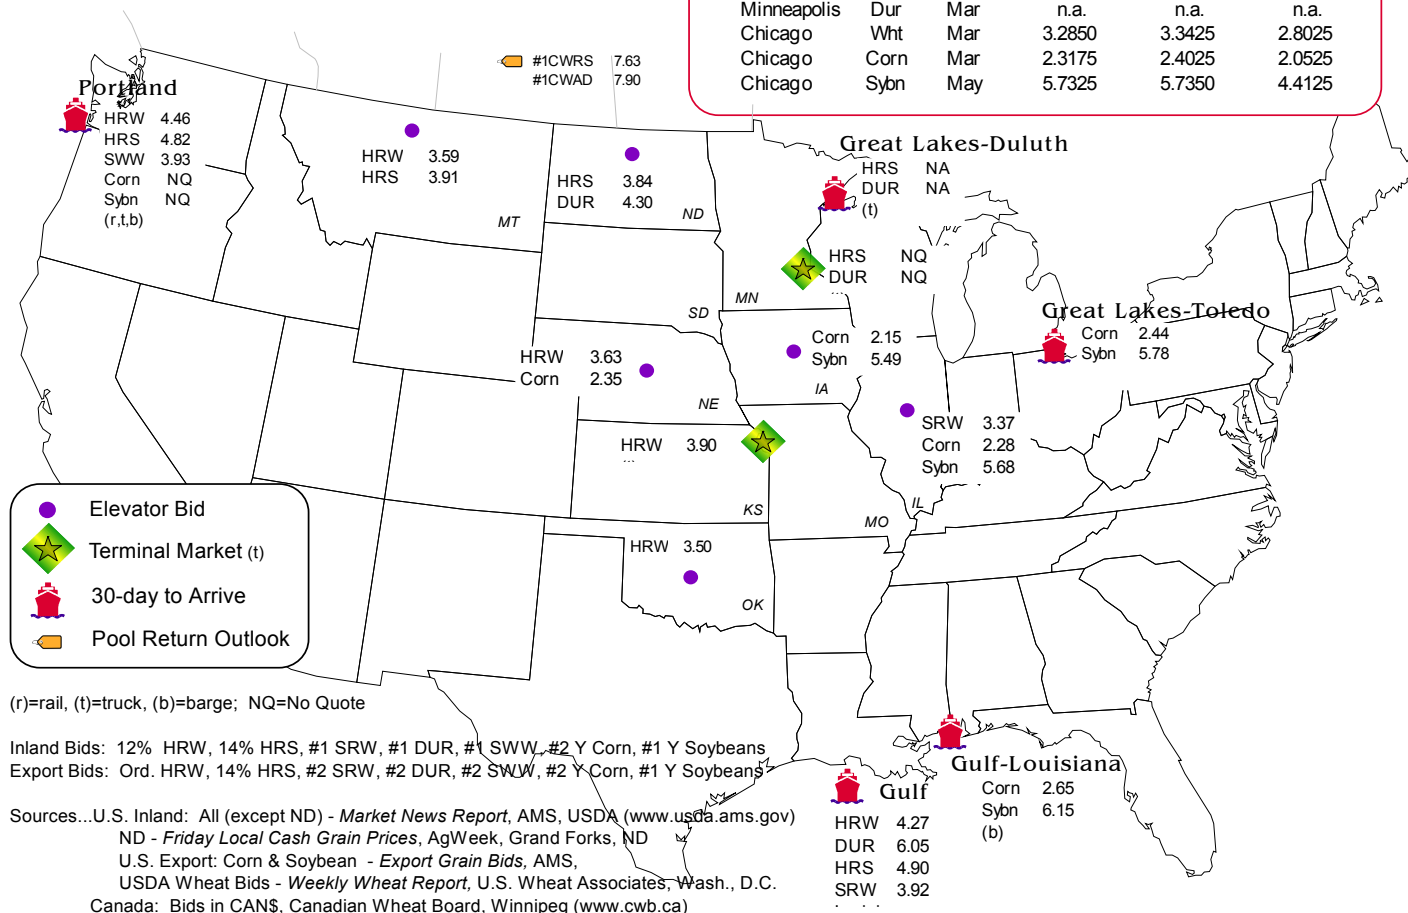 Minneapolis Dur Mar n.a. n.a. n.a.
Chicago Wht Mar 3.2850 3.3425 2.8025
Chicago Corn Mar 2.3175 2.4025 2.0525
Chicago Sybn May 5.7325 5.7350 4.4125
#1CWRS 7.63
#1CWAD 7.90
Portland
HRW 4.46
HRS 4.82
SWW 3.93
Corn NQ
Sybn NQ
(r,t,b)
HRW 3.59
HRS 3.91
MT
HRS 3.84
DUR 4.30
ND
Great Lakes-Duluth
HRS NA
DUR NA
(t)
HRS NQ
DUR NQ
MN
SD
Great Lakes-Toledo
Corn 2.44
Sybn 5.78
Corn 2.15
Sybn 5.49
IA
HRW 3.63
Corn 2.35
NE
SRW 3.37
Corn 2.28
Sybn 5.68
IL
HRW 3.90
KS
MO
HRW 3.50
OK
Elevator Bid
Terminal Market (t)
30-day to Arrive
Pool Return Outlook
(r)=rail, (t)=truck, (b)=barge; NQ=No Quote
Inland Bids: 12% HRW, 14% HRS, #1 SRW, #1 DUR, #1 SWW, #2 Y Corn, #1 Y Soybeans
Export Bids: Ord. HRW, 14% HRS, #2 SRW, #2 DUR, #2 SWW, #2 Y Corn, #1 Y Soybeans
Gulf-Louisiana
Corn 2.65
Sybn 6.15
(b)
Gulf
HRW 4.27
DUR 6.05
HRS 4.90
SRW 3.92
Sources...U.S. Inland: All (except ND) - Market News Report, AMS, USDA (www.usda.ams.gov)
ND - Friday Local Cash Grain Prices, AgWeek, Grand Forks, ND
U.S. Export: Corn & Soybean - Export Grain Bids, AMS,
USDA Wheat Bids - Weekly Wheat Report, U.S. Wheat Associates, Wash., D.C.
Canada: Bids in CAN$, Canadian Wheat Board, Winnipeg (www.cwb.ca)